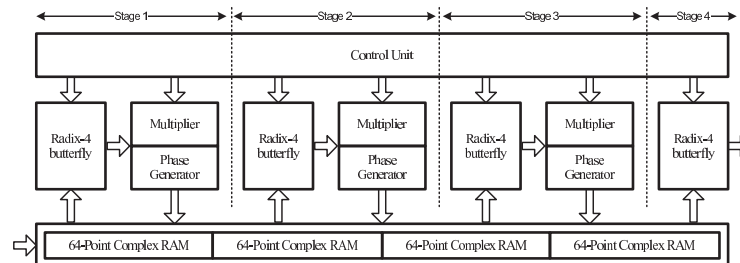 Stage 1 Stage 2 Stage 3 Stage 4
Control Unit
Radix-4
butterfly
Multiplier
Phase
Generator
Radix-4
butterfly
Multiplier
Phase
Generator
Radix-4
butterfly
Multiplier
Phase
Generator
Radix-4
butterfly
64-Point Complex RAM 64-Point Complex RAM 64-Point Complex RAM 64-Point Complex RAM